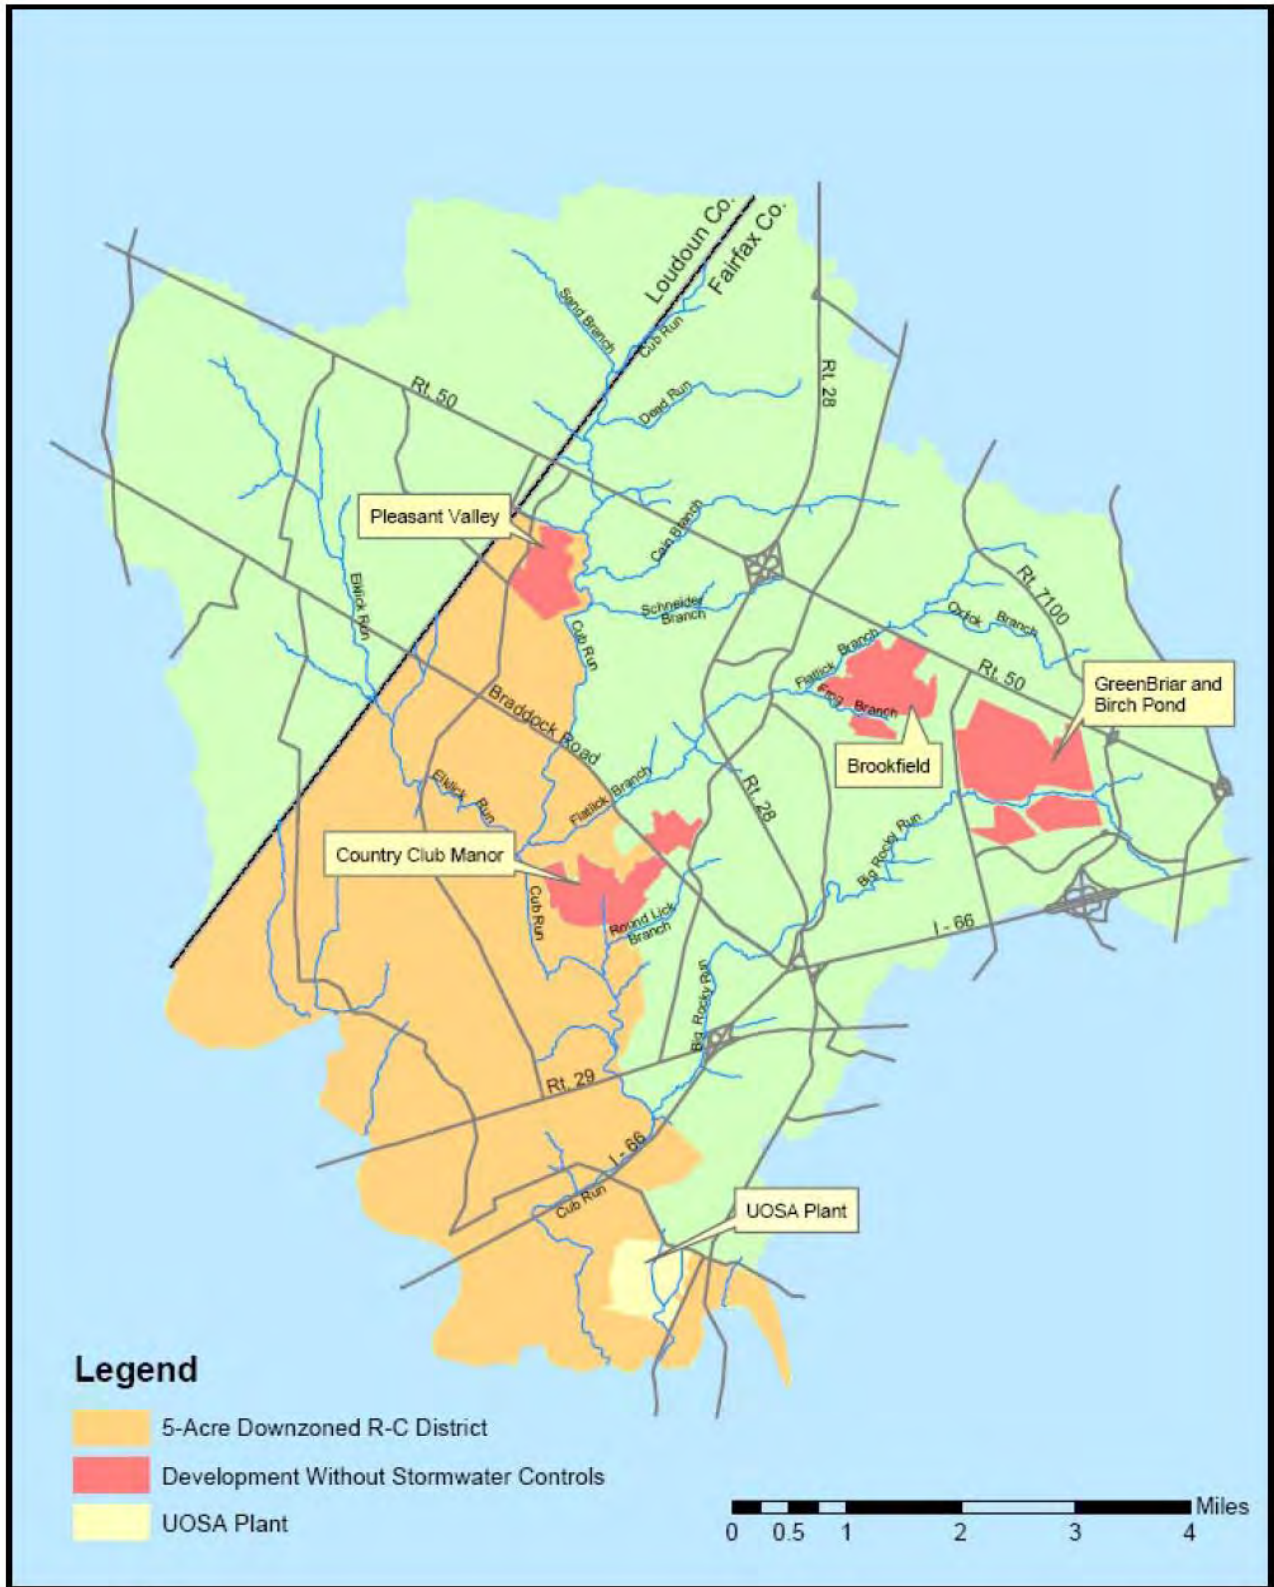 Loudoun Co.
Fairfax Co.
Sand Branch
Cub Run
Dead Run
Rt. 28
Rt. 50
Pleasant Valley
Cain Branch
Elklick Run
Schneider
Branch
Rt. 7100
Oxlick Branch
Cub Run
Flatlick Branch
Rt. 50
GreenBriar and
Birch Pond
Frog Branch
Braddock Road
Brookfield
Elklick Run
Flatlick Branch
Rt. 28
Big Rocky Run
Country Club Manor
Cub Run
Round Lick
Branch
I - 66
Big Rocky Run
Rt. 29
I - 66
Cub Run
UOSA Plant
Legend
5-Acre Downzoned R-C District
Development Without Stormwater Controls
UOSA Plant
Miles
0 0.5 1 2 3 4